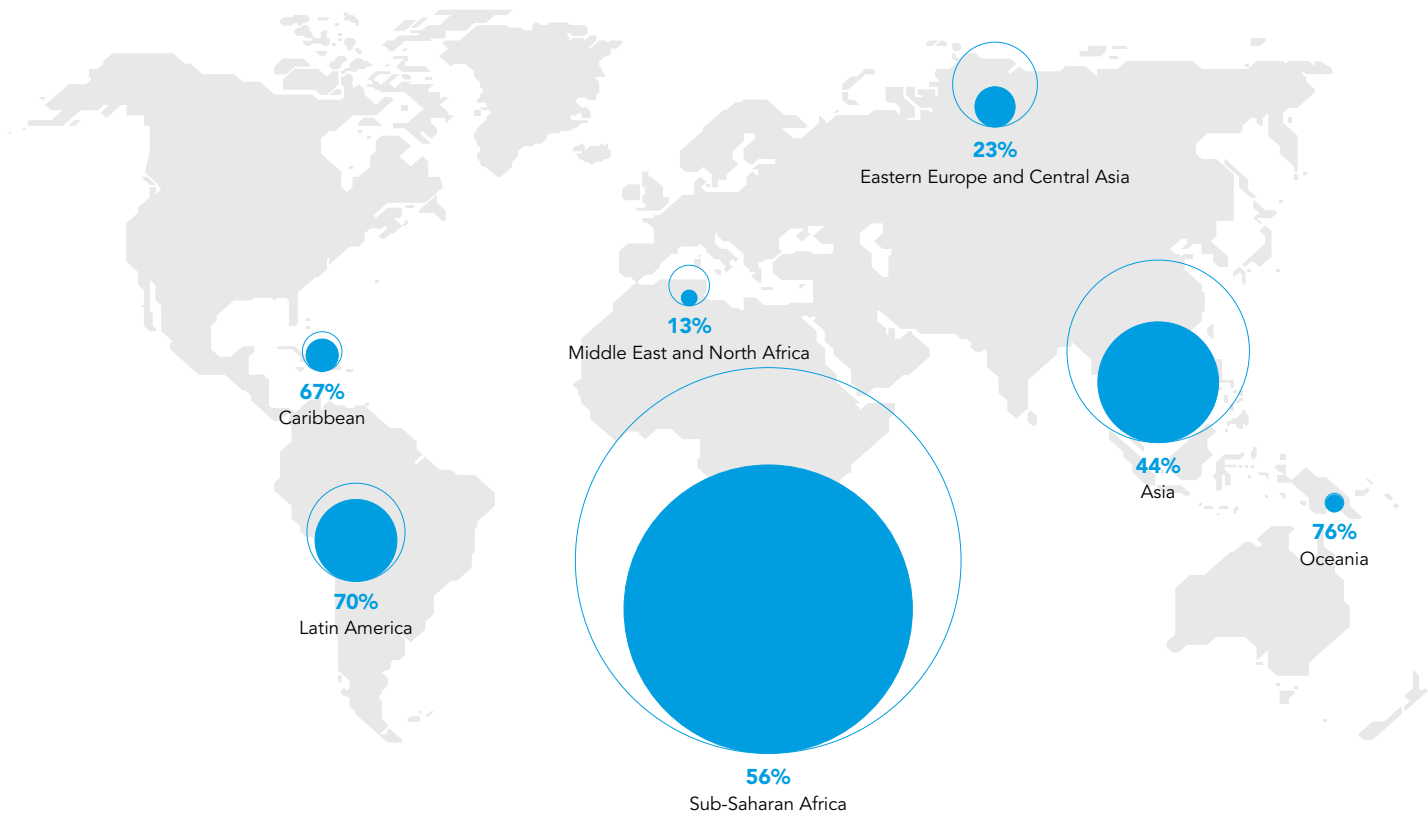 23%
Eastern Europe and Central Asia
13%
Middle East and North Africa
67%
Caribbean
44%
Asia
76%
Oceania
70%
Latin America
56%
Sub-Saharan Africa